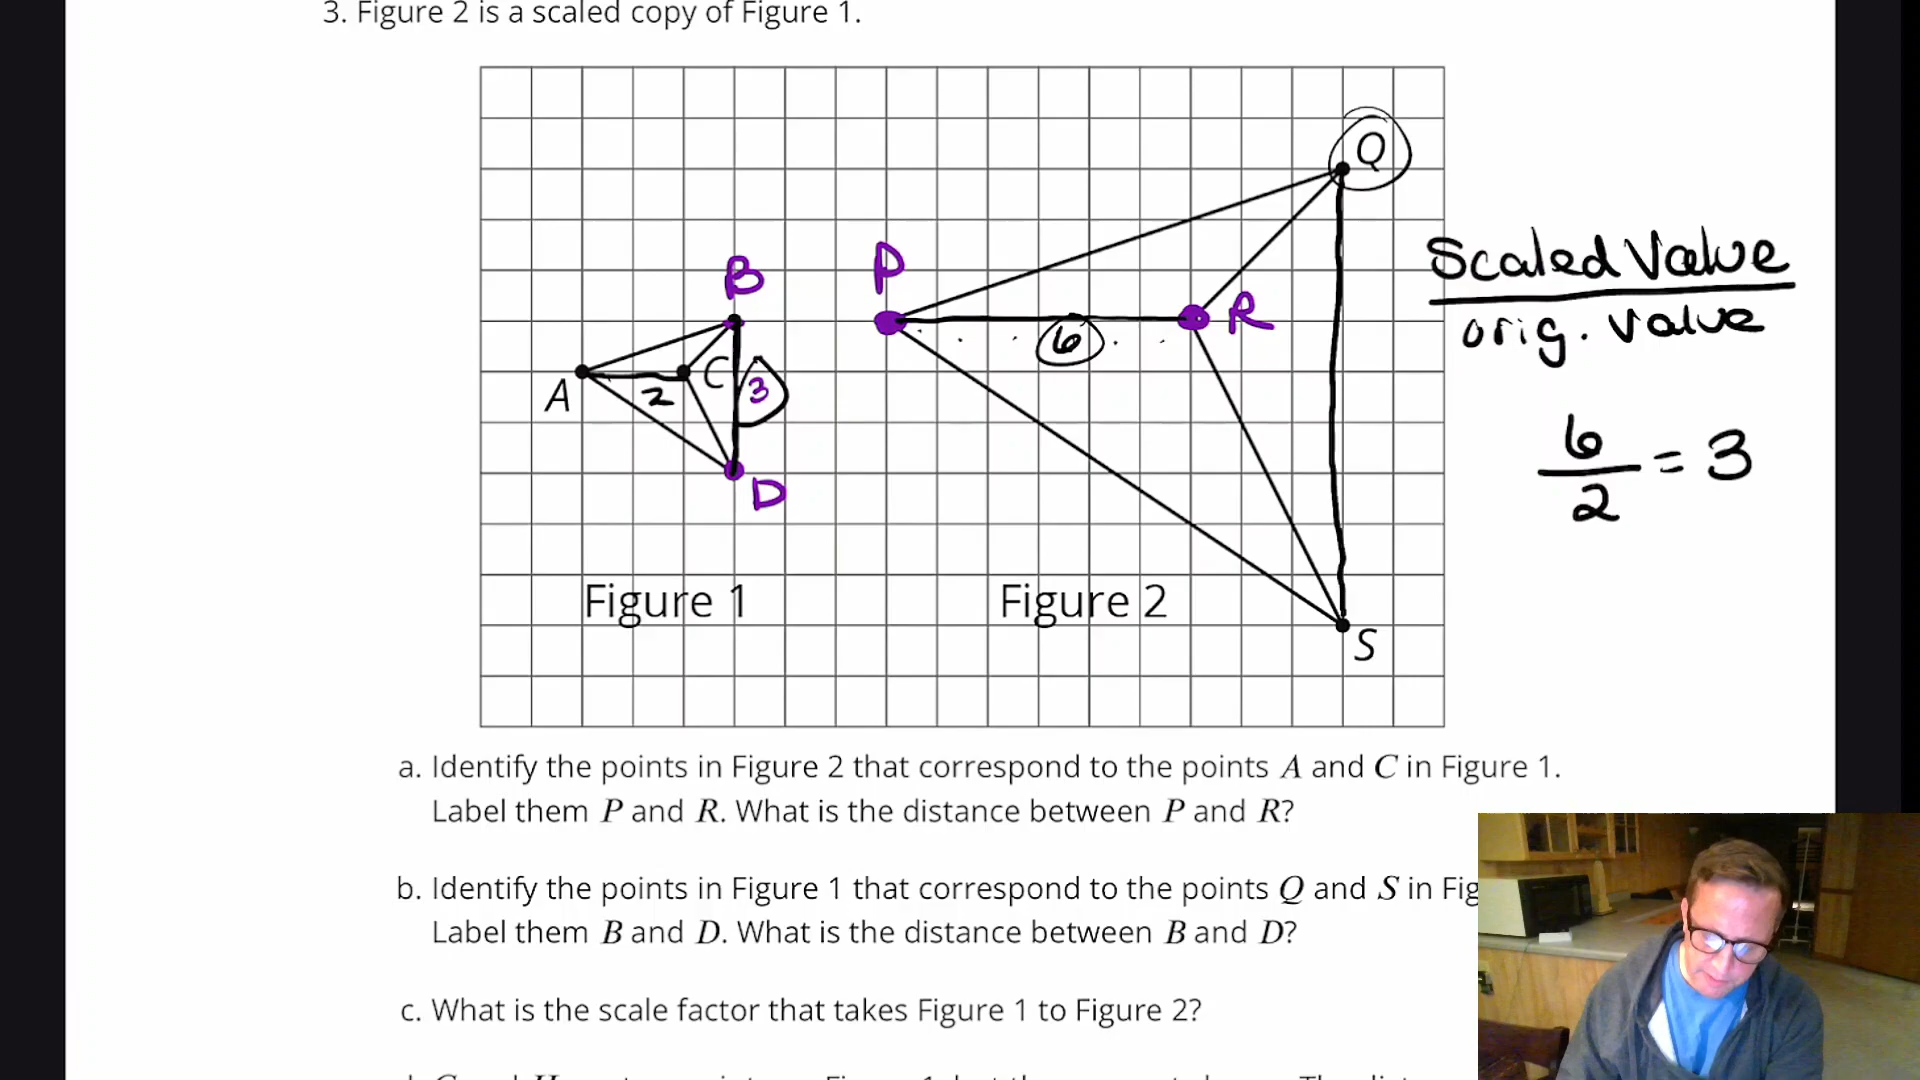 3. Figure 2 is a scaled copy of Figure 1.
Q
B
P
R
Scaled Value
orig. value
6
A
2
C
3
D
6
2
= 3
Figure 1
Figure 2
S
a. Identify the points in Figure 2 that correspond to the points A and C in Figure 1.
Label them P and R. What is the distance between P and R?
b. Identify the points in Figure 1 that correspond to the points Q and S in Fig
Label them B and D. What is the distance between B and D?
c. What is the scale factor that takes Figure 1 to Figure 2?